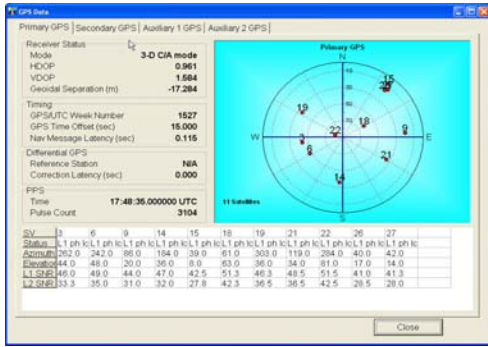 GPS Data
Primary GPS Secondary GPS Auxiliary 1 GPS Auxiliary 2 GPS
Receiver Status
Mode 3-D C/A mode
HDOP 0.961
VDOP 1.584
Geoidal Separation (m) -17.284
Timing
GPS/UTC Week Number 1527
GPS Time Offset (sec) 15.000
Nav Message Latency (sec) 0.115
Differential GPS
Reference Station N/A
Correction Latency (sec) 0.000
PPS
Time 17:48:35.000000 UTC
Pulse Count 3104
Primary GPS
N
15
19
18
W 3 22 9 E
6
21
14
S
11 Satellites
SV 3 6 9 14 15 18 19 21 22 26 27
Status L1 ph lc L1 ph lc L1 ph lc L1 ph lc L1 ph lc L1 ph lc L1 ph lc L1 ph lc L1 ph lc L1 ph lc L1 ph lc
Azimuth 262.0 242.0 86.0 184.0 39.0 61.0 303.0 119.0 284.0 40.0 42.0
Elevation 44.0 48.0 20.0 36.0 8.0 63.0 36.0 34.0 81.0 17.0 14.0
L1 SNR 46.0 49.0 44.0 47.0 42.5 51.3 46.3 48.5 51.5 41.0 41.3
L2 SNR 33.3 35.0 31.0 32.0 27.8 42.3 36.5 36.5 42.5 28.5 28.0
Close